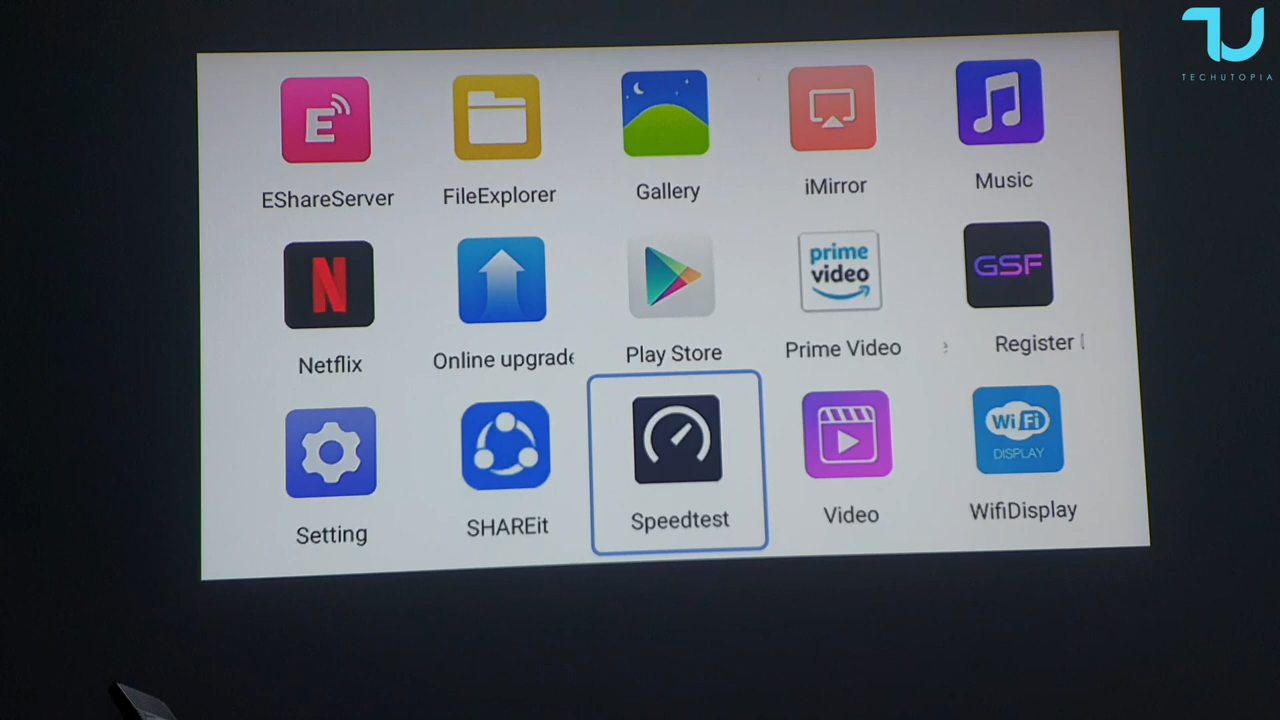 TU
TECHUTOPIA
E
EShareServer
FileExplorer
Gallery
iMirror
Music
N
prime
video
GSF
Netflix
Online upgrade
Play Store
Prime Video
Register
WiFi
DISPLAY
Setting
SHAREit
Speedtest
Video
WifiDisplay